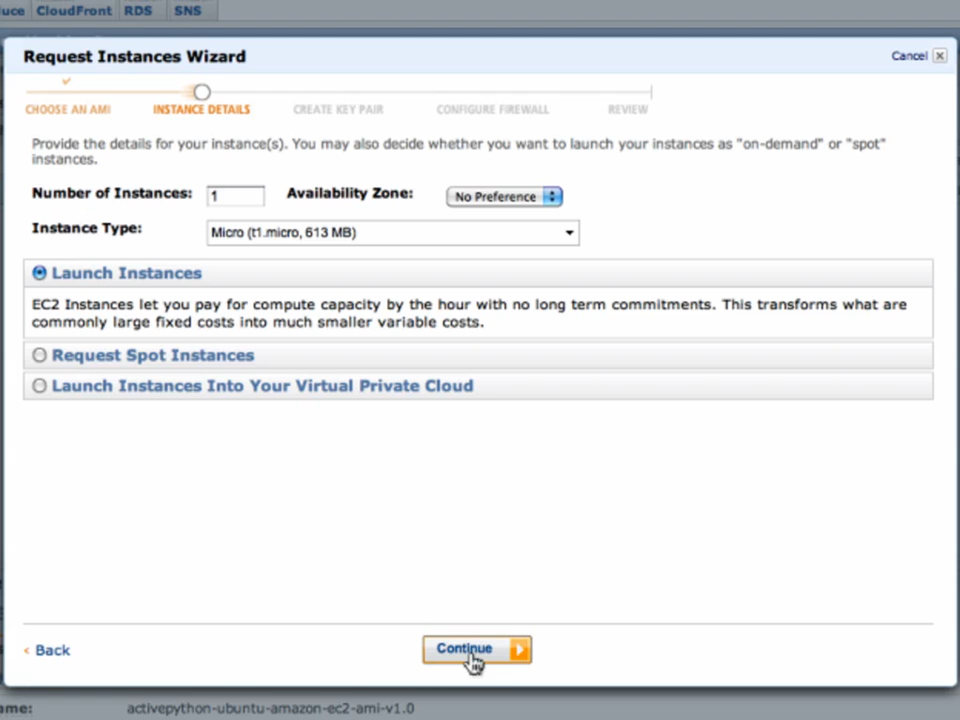 CloudFront RDS SNS
Request Instances Wizard
Cancel
CHOOSE AN AMI INSTANCE DETAILS CREATE KEY PAIR CONFIGURE FIREWALL REVIEW
Provide the details for your instance(s). You may also decide whether you want to launch your instances as "on-demand" or "spot"
instances.
Number of Instances: 1 Availability Zone: No Preference
Instance Type: Micro (t1.micro, 613 MB)
Launch Instances
EC2 Instances let you pay for compute capacity by the hour with no long term commitments. This transforms what are
commonly large fixed costs into much smaller variable costs.
Request Spot Instances
Launch Instances Into Your Virtual Private Cloud
< Back Continue
ame: activepython-ubuntu-amazon-ec2-ami-v1.0